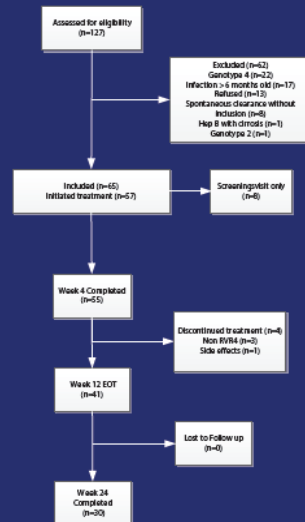 Assessed for eligibility
(n=127)
Excluded (n=62)
Genotype 4 (n=22)
Infection >6 months old (n=17)
Refused (n=13)
Spontaneous clearance without
Inclusion (n=8)
Hep B with cirrosis (n=1)
Genotype 2 (n=1)
Included (n=65)
Initiated treatment (n=57)
Screeningsvisit only
(n=8)
Week 4 Completed
(n=55)
Discontinued treatment (n=4)
Non RVR4 (n=3)
Side effects (n=1)
Week 12 EOT
(n=41)
Lost to Follow up
(n=0)
Week 24
Completed
(n=30)